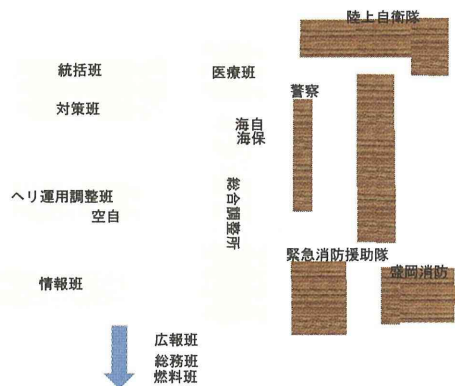 陸上自衛隊
統括班
医療班
対策班
警察
海自
海保
総合調整所
ヘリ運用調整班
空自
緊急消防援助隊
盛岡消防
情報班
広報班
総務班
燃料班